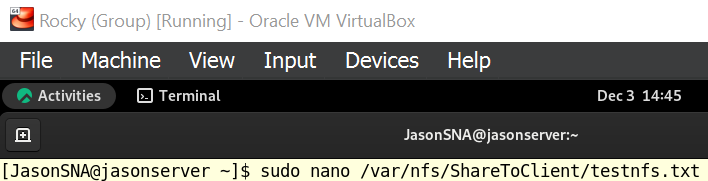 Rocky (Group) [Running] - Oracle VM VirtualBox
File Machine View Input Devices Help
Activities Terminal Dec 3 14:45
JasonSNA@jasonserver:~
[JasonSNA@jasonserver ~]$ sudo nano /var/nfs/ShareToClient/testnfs.txt